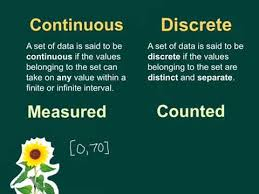 Continuous
A set of data is said to be
continuous if the values
belonging to the set can
take on any value within a
finite or infinite interval.
Measured
[0,70]
Discrete
A set of data is said to be
discrete if the values
belonging to the set are
distinct and separate.
Counted